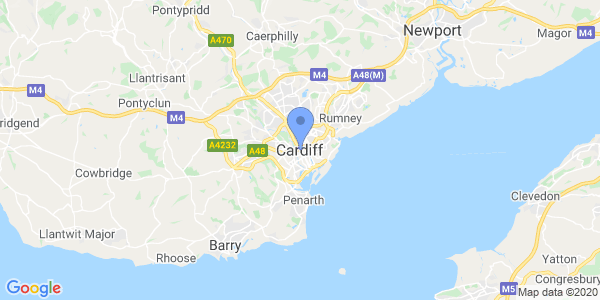 Pontypridd
A470
Caerphilly
Newport
Magor
M4
Llantrisant
M4
A48(M)
M4
Pontyclun
M4
Rumney
ridgend
A4232
A48
Cardiff
Cowbridge
Penarth
Clevedon
Llantwit Major
Barry
Rhoose
Yatton
Congresbury
Google
M5
Map data ©2020